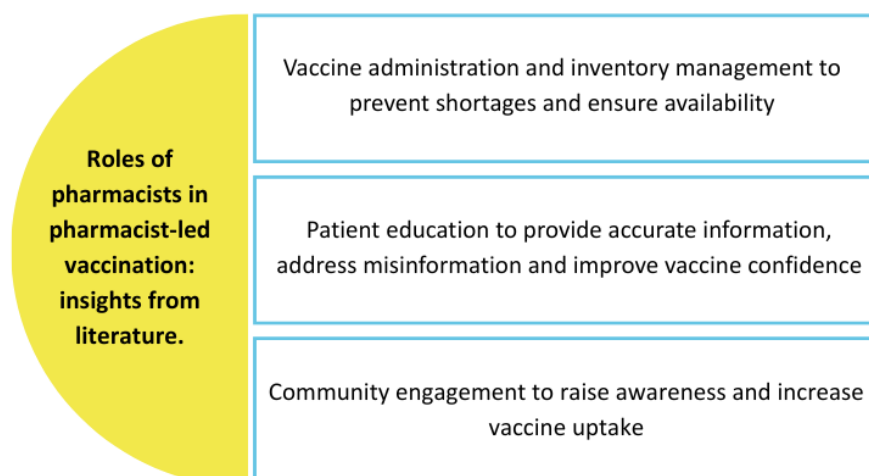 Roles of
pharmacists in
pharmacist-led
vaccination:
insights from
literature.
Vaccine administration and inventory management to
prevent shortages and ensure availability
Patient education to provide accurate information,
address misinformation and improve vaccine confidence
Community engagement to raise awareness and increase
vaccine uptake